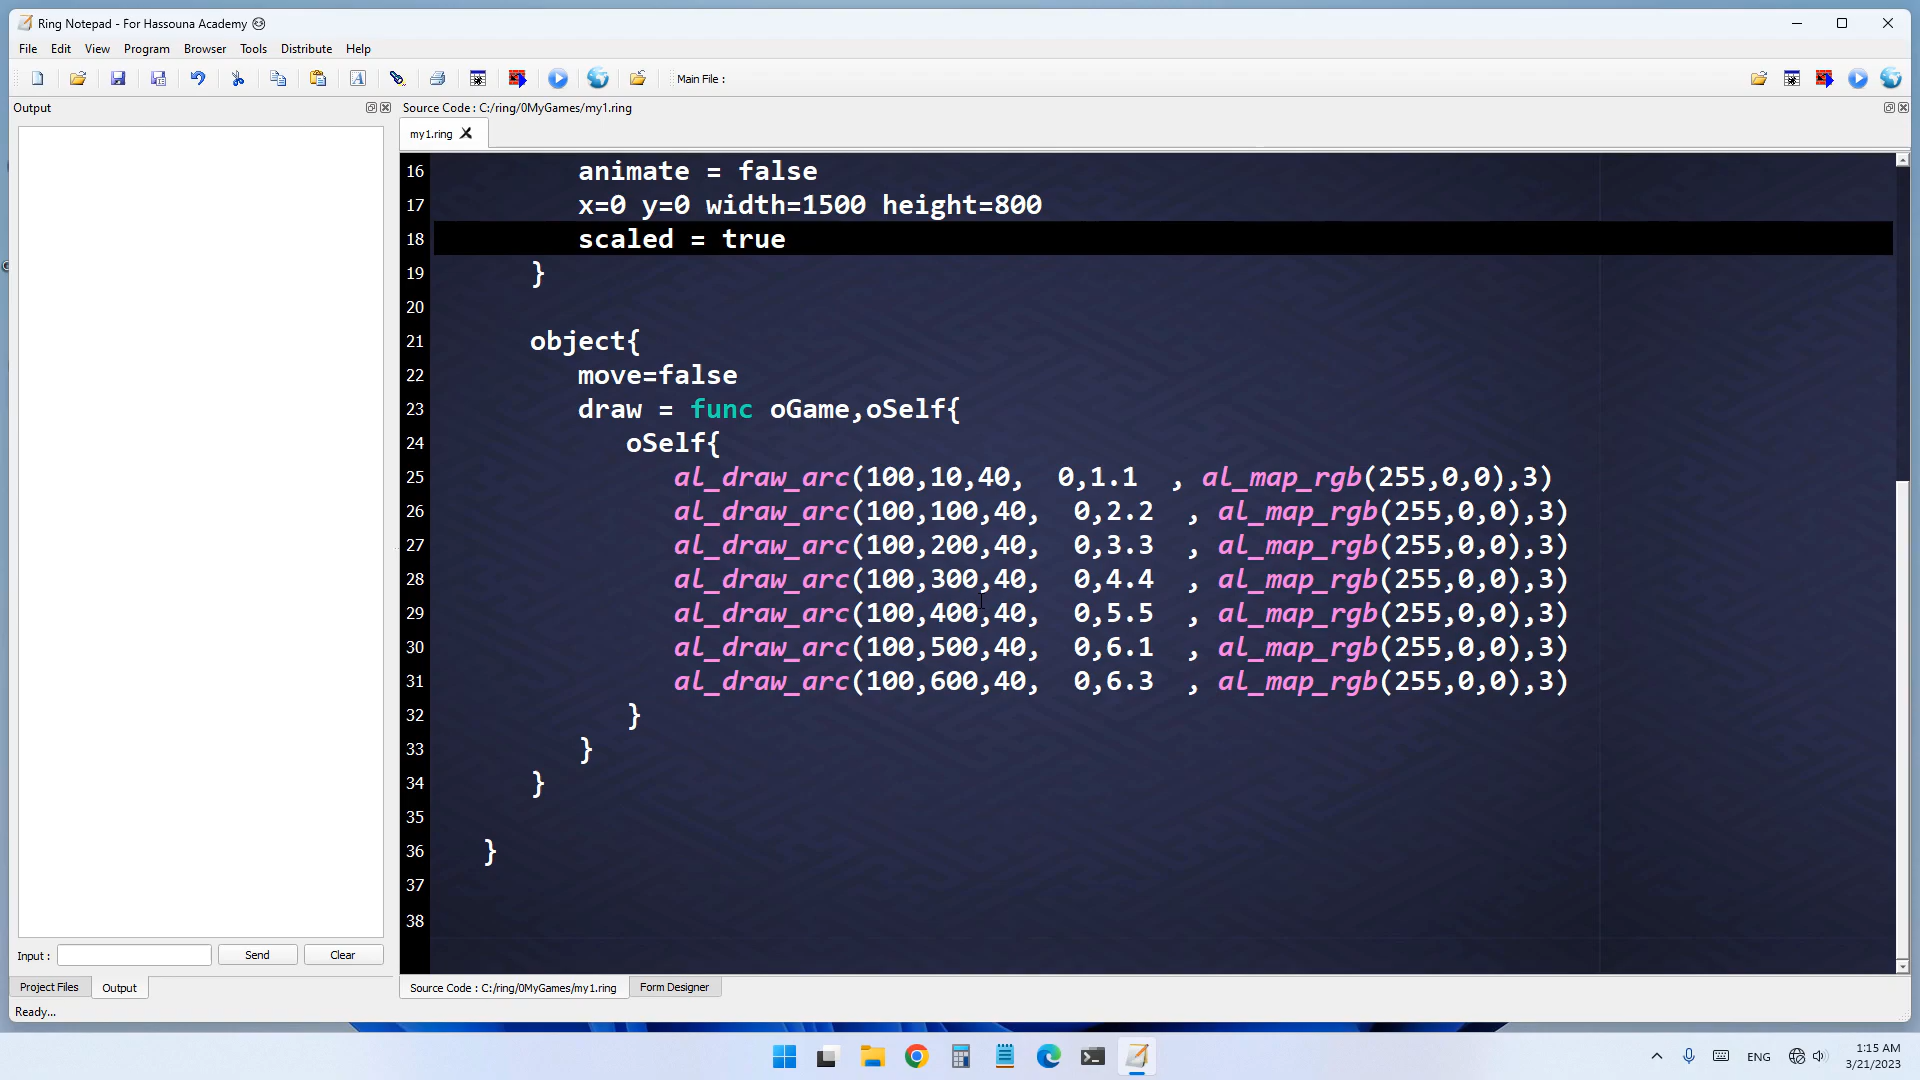 Ring Notepad - For Hassouna Academy
File Edit View Program Browser Tools Distribute Help
Main File :
Output
Source Code : C:/ring/0MyGames/my1.ring
my1.ring
16 animate = false
17 x=0 y=0 width=1500 height=800
18 scaled = true
19 }
20
21 object{
22 move=false
23 draw = func oGame,oSelf{
24 oSelf{
25 al_draw_arc(100,10,40, 0,1.1 , al_map_rgb(255,0,0),3)
26 al_draw_arc(100,100,40, 0,2.2 , al_map_rgb(255,0,0),3)
27 al_draw_arc(100,200,40, 0,3.3 , al_map_rgb(255,0,0),3)
28 al_draw_arc(100,300,40, 0,4.4 , al_map_rgb(255,0,0),3)
29 al_draw_arc(100,400,40, 0,5.5 , al_map_rgb(255,0,0),3)
30 al_draw_arc(100,500,40, 0,6.1 , al_map_rgb(255,0,0),3)
31 al_draw_arc(100,600,40, 0,6.3 , al_map_rgb(255,0,0),3)
32 }
33 }
34 }
35
36 }
37
38
Input : Send Clear
Project Files Output
Source Code : C:/ring/0MyGames/my1.ring Form Designer
Ready...
ENG
1:15 AM
3/21/2023